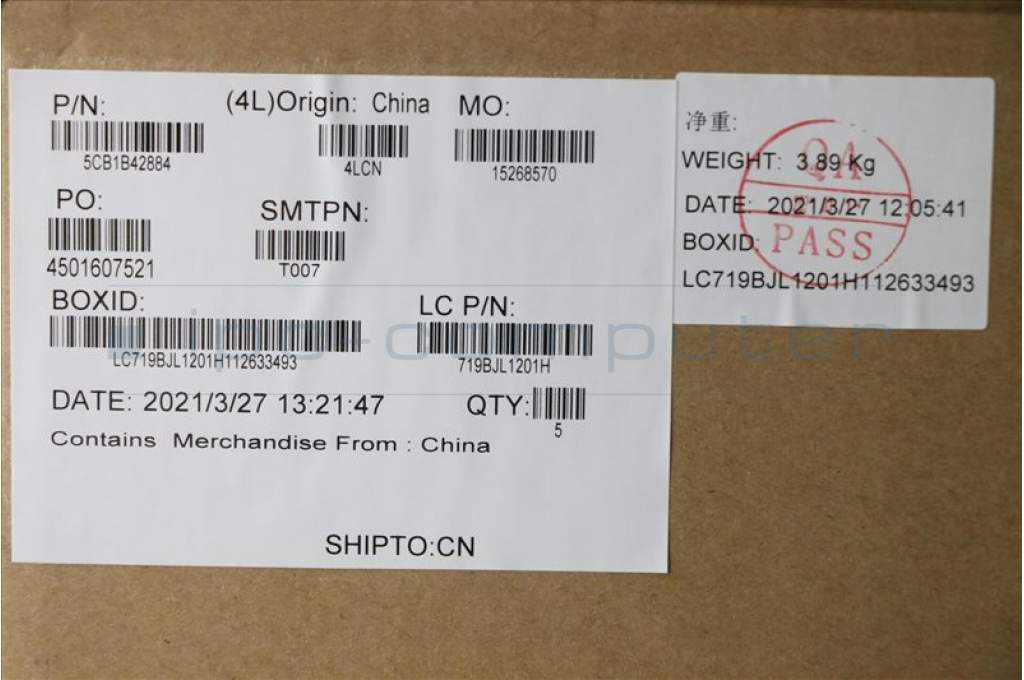 P/N: (4L)Origin: China MO:
5CB1B42884 4LCN 15268570
PO: SMTPN:
4501607521 T007
BOXID: LC P/N:
LC719BJL1201H112633493 719BJL1201H
DATE: 2021/3/27 13:21:47 QTY:
5
Contains Merchandise From : China
SHIPTO:CN
净重:
WEIGHT: 3.89 Kg
DATE: 2021/3/27 12:05:41
BOXID:
LC719BJL1201H112633493
QA
PASS
ipc-computer